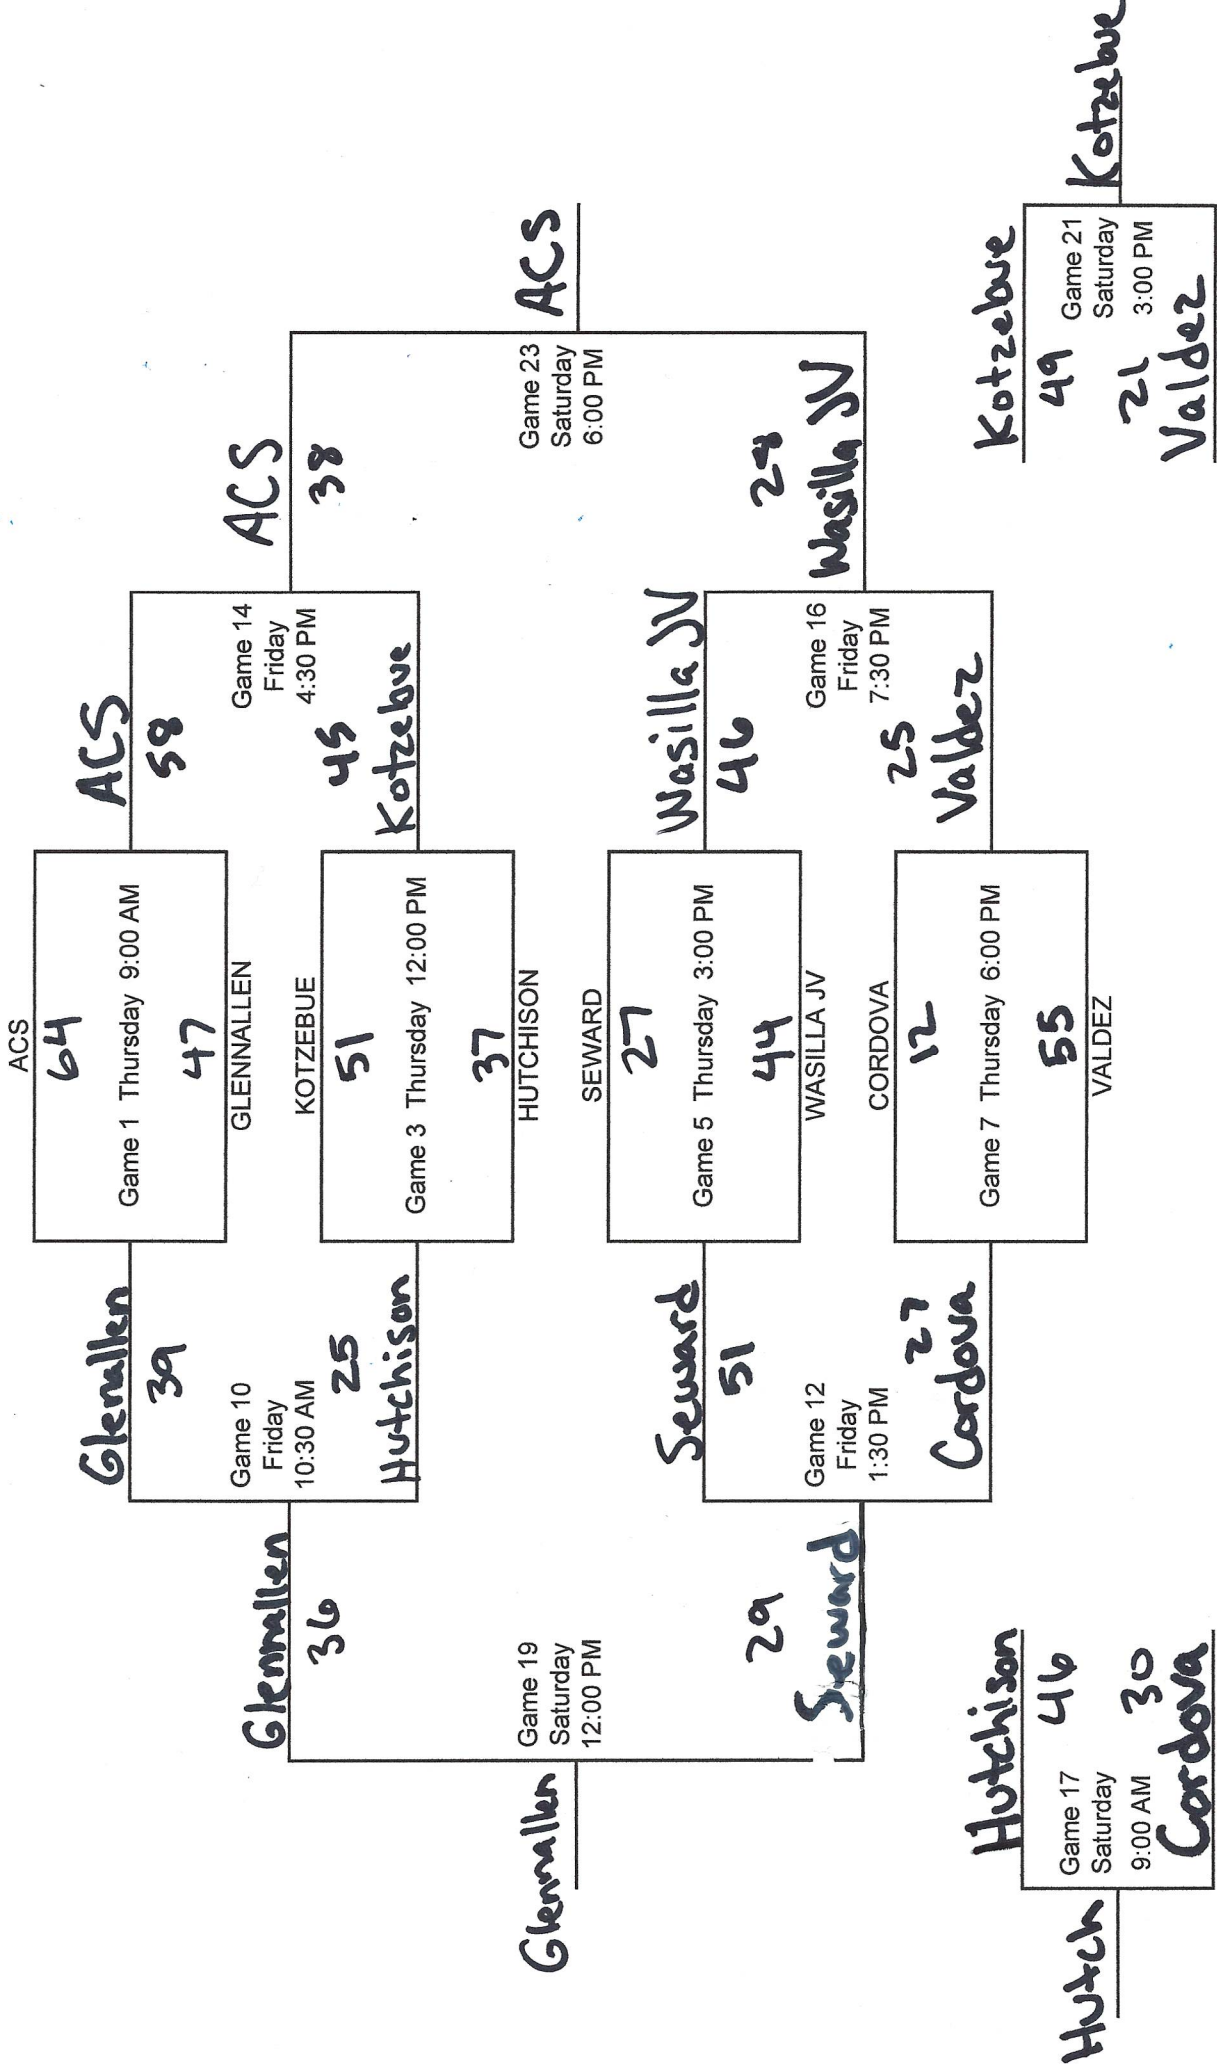 ACS
64
Game 1 Thursday 9:00 AM
47
GLENNALLEN
KOTZEBUE
51
Game 3 Thursday 12:00 PM
37
HUTCHISON
SEWARD
27
Game 5 Thursday 3:00 PM
44
WASILLA JV
CORDOVA
12
Game 7 Thursday 6:00 PM
55
VALDEZ
Glenallen
39
Game 10
Friday
10:30 AM
25
Hutchison
Seward
51
Game 12
Friday
1:30 PM
27
Cordova
Glennallen
36
Game 19
Saturday
12:00 PM
29
Seward
Glennallen
ACS
58
Game 14
Friday
4:30 PM
45
Kotzebue
Wasilla JV
46
Game 16
Friday
7:30 PM
25
Valdez
ACS
38
Game 23
Saturday
6:00 PM
28
Wasilla JV
ACS
Hutchison
46
Game 17
Saturday
9:00 AM
30
Cordova
Hutch
Kotzebue
49
Game 21
Saturday
3:00 PM
21
Valdez
Kotzebue